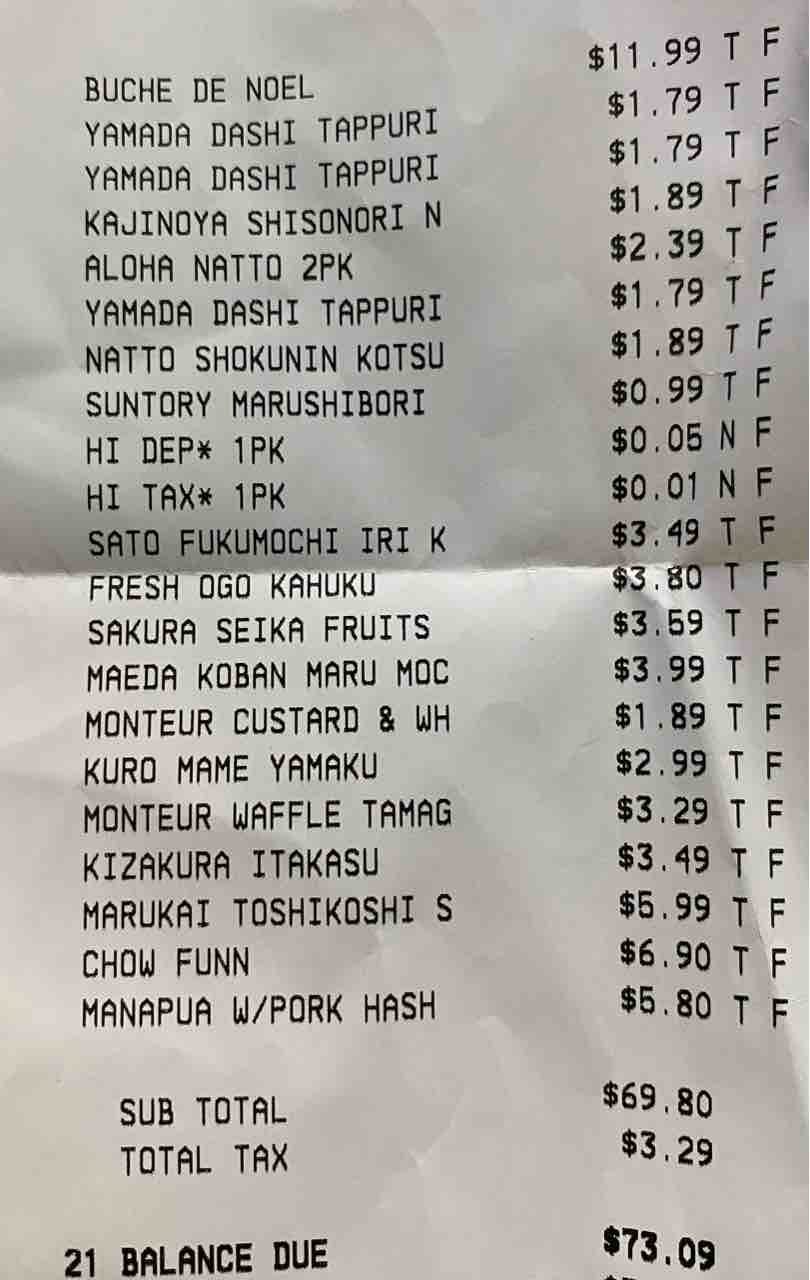 BUCHE DE NOEL $11.99 T F
YAMADA DASHI TAPPURI $1.79 T F
YAMADA DASHI TAPPURI $1.79 T F
KAJINOYA SHISONORI N $1.89 T F
ALOHA NATTO 2PK $2.39 T F
YAMADA DASHI TAPPURI $1.79 T F
NATTO SHOKUNIN KOTSU $1.89 T F
SUNTORY MARUSHIBORI $0.99 T F
HI DEP* 1PK $0.05 N F
HI TAX* 1PK $0.01 N F
SATO FUKUMOCHI IRI K $3.49 T F
FRESH OGO KAHUKU $3.80 T F
SAKURA SEIKA FRUITS $3.59 T F
MAEDA KOBAN MARU MOC $3.99 T F
MONTEUR CUSTARD & WH $1.89 T F
KURO MAME YAMAKU $2.99 T F
MONTEUR WAFFLE TAMAG $3.29 T F
KIZAKURA ITAKASU $3.49 T F
MARUKAI TOSHIKOSHI S $5.99 T F
CHOW FUNN $6.90 T F
MANAPUA W/PORK HASH $5.80 T F
SUB TOTAL $69.80
TOTAL TAX $3.29
21 BALANCE DUE $73.09